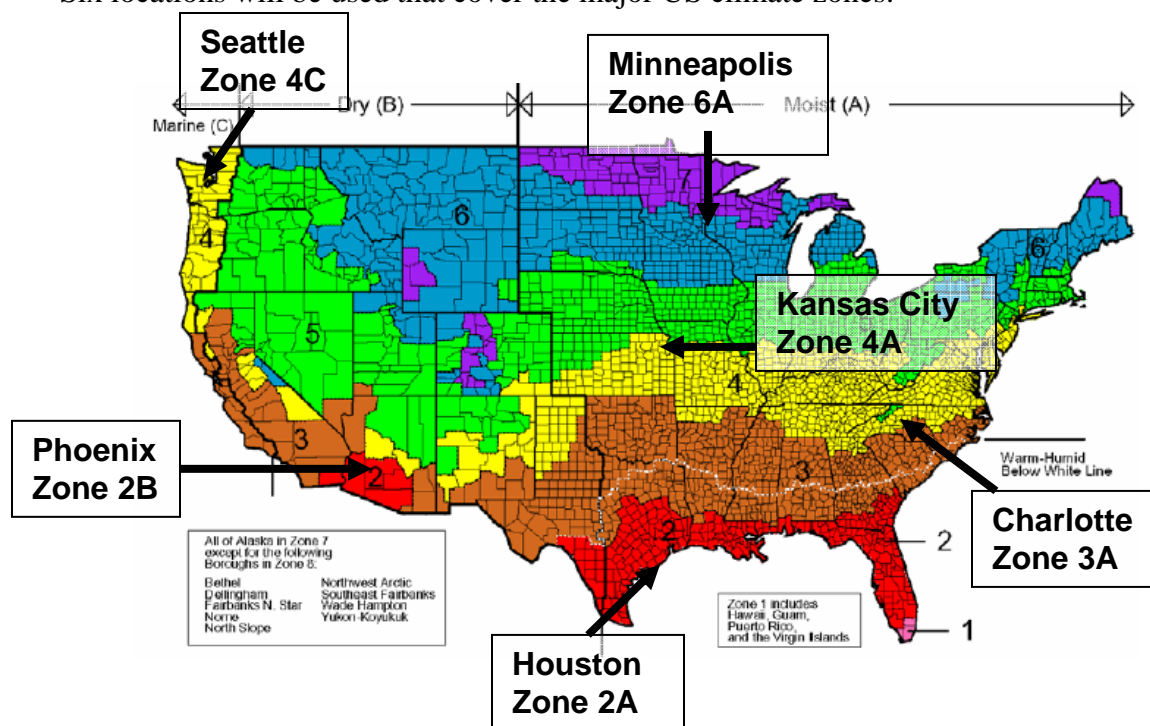 Six locations will be used that cover the major US climate zones.
Seattle
Zone 4C
Minneapolis
Zone 6A
Dry (B)
Moist (A)
Marine (C)
7
6
6
4
Kansas City
Zone 4A
5
4
3
3
Phoenix
Zone 2B
2
Warm-Humid
Below White Line
Charlotte
Zone 3A
2
2
All of Alaska in Zone 7
except for the following
Boroughs in Zone 8:
Bethel
Dellingham
Fairbanks N. Star
Nome
North Slope
Northwest Arctic
Southeast Fairbanks
Wade Hampton
Yukon-Koyukuk
Zone 1 includes
Hawaii, Guam,
Puerto Rico,
and the Virgin Islands
1
Houston
Zone 2A